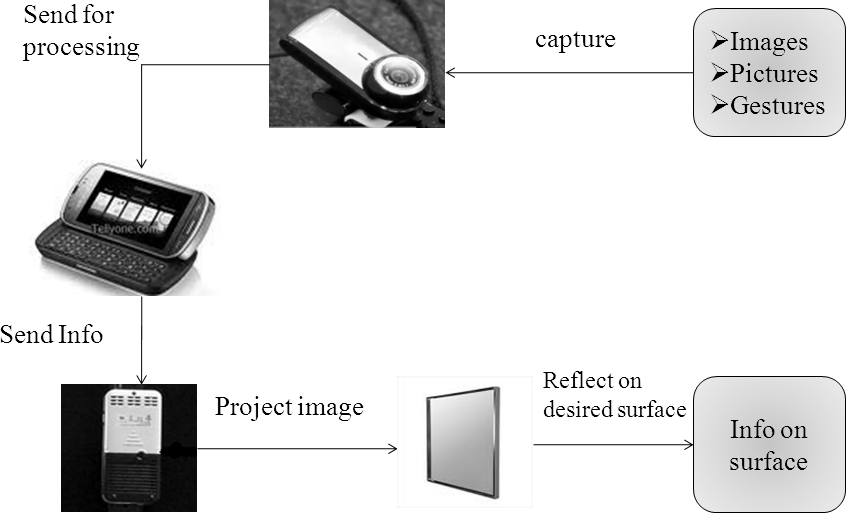 Send for
processing
capture
➢Images
➢Pictures
➢Gestures
Tellyone.com
Send Info
Project image
Reflect on
desired surface
Info on
surface